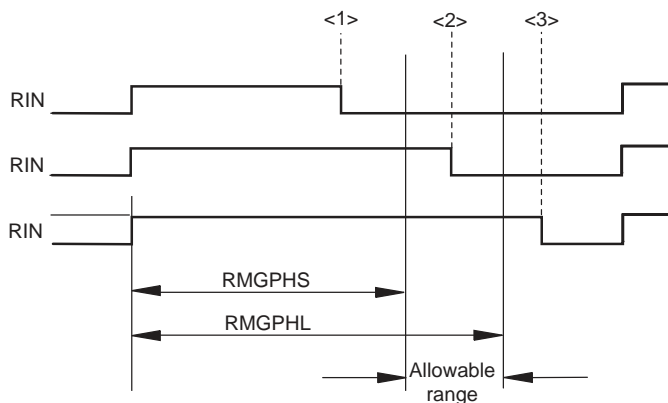 <1> <2> <3>
RIN
RIN
RIN
RMGPHS
RMGPHL
Allowable
range